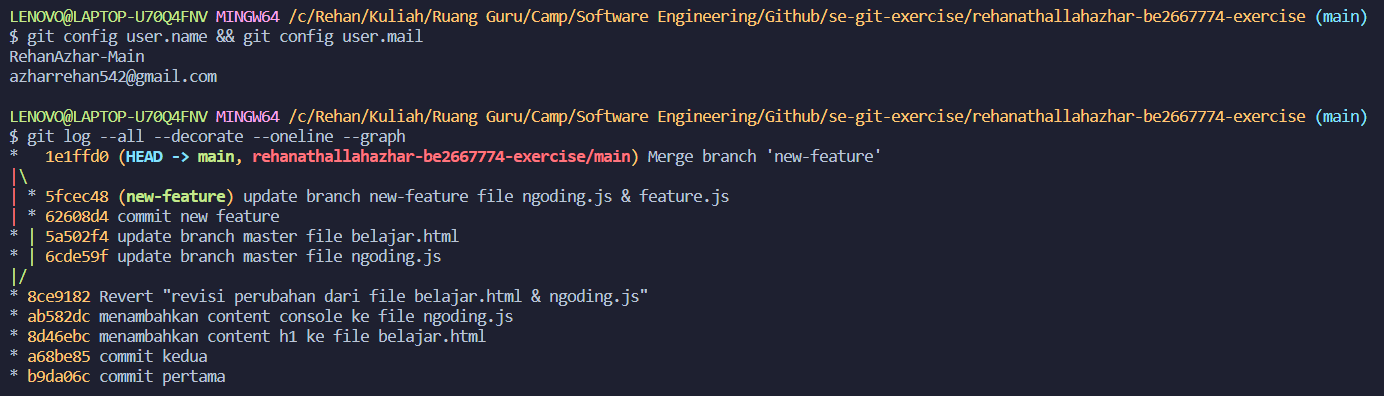 LENOVO@LAPTOP-U70Q4FNV MINGW64 /c/Rehan/Kuliah/Ruang Guru/Camp/Software Engineering/Github/se-git-exercise/rehanathallahazhar-be2667774-exercise (main)
$ git config user.name && git config user.mail
RehanAzhar-Main
azharrehan542@gmail.com

LENOVO@LAPTOP-U70Q4FNV MINGW64 /c/Rehan/Kuliah/Ruang Guru/Camp/Software Engineering/Github/se-git-exercise/rehanathallahazhar-be2667774-exercise (main)
$ git log --all --decorate --oneline --graph
*   1e1ffd0 (HEAD -> main, rehanathallahazhar-be2667774-exercise/main) Merge branch 'new-feature'
|\
| * 5fcec48 (new-feature) update branch new-feature file ngoding.js & feature.js
| * 62608d4 commit new feature
* | 5a502f4 update branch master file belajar.html
* | 6cde59f update branch master file ngoding.js
|/
* 8ce9182 Revert "revisi perubahan dari file belajar.html & ngoding.js"
* ab582dc menambahkan content console ke file ngoding.js
* 8d46ebc menambahkan content h1 ke file belajar.html
* a68be85 commit kedua
* b9da06c commit pertama